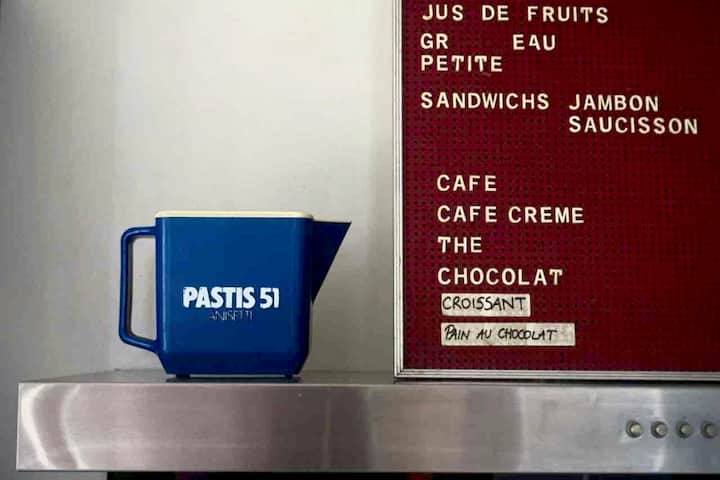 JUS DE FRUITS
GR EAU
PETITE
SANDWICHS JAMBON
SAUCISSON
CAFE
CAFE CREME
THE
CHOCOLAT
CROISSANT
PAIN AU CHOCOLAT
PASTIS 51